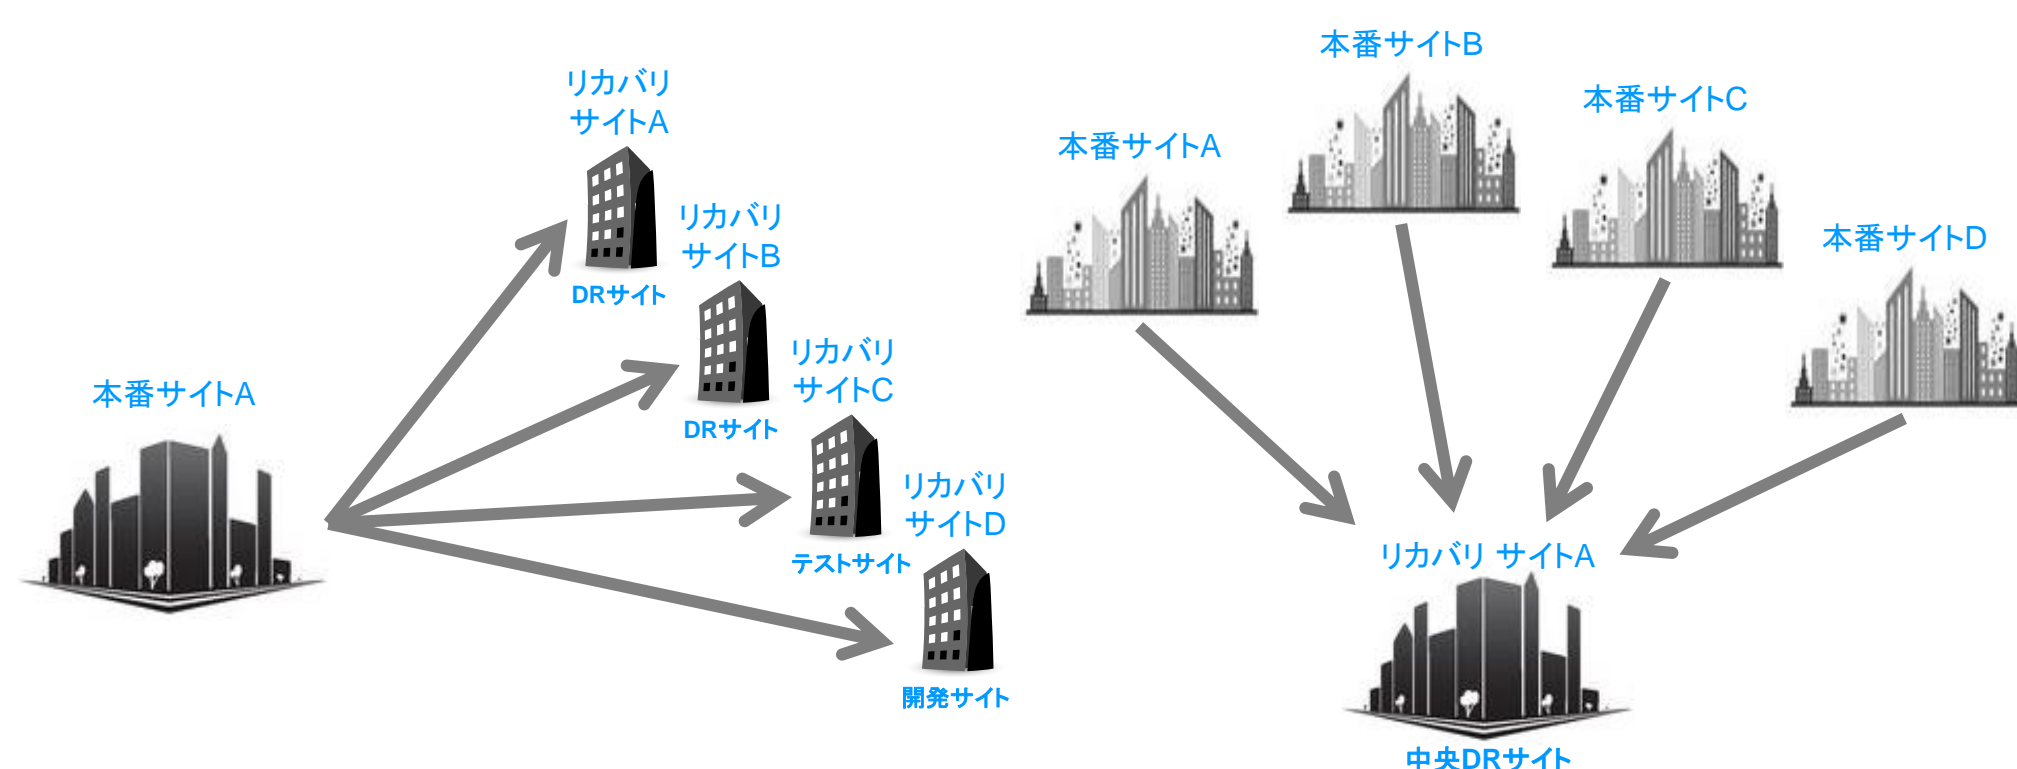 本番サイトA
リカバリ
サイトA
DRサイト
リカバリ
サイトB
DRサイト
リカバリ
サイトC
テストサイト
リカバリ
サイトD
開発サイト
本番サイトA
本番サイトB
本番サイトC
本番サイトD
リカバリ サイトA
中央DRサイト